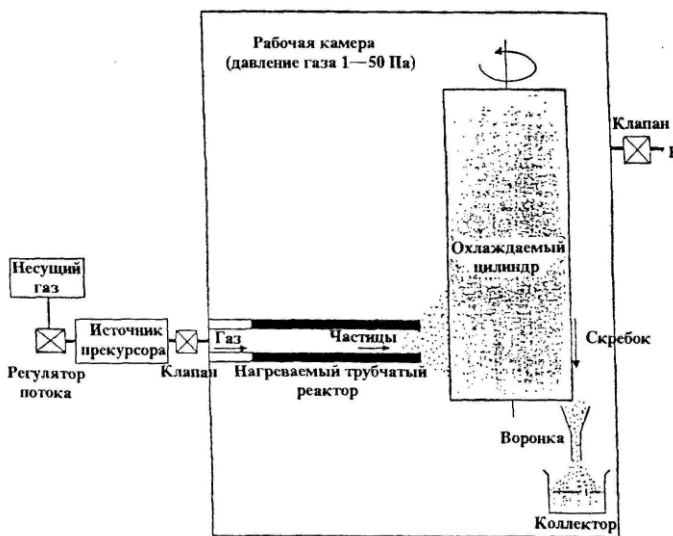 Рабочая камера
(давление газа 1—50 Па)
Клапан
Охлаждаемый
цилиндр
Несущий
газ
Источник
прекурсора
Газ
Частицы
Скребок
Регулятор
потока
Клапан
Нагреваемый трубчатый
реактор
Воронка
Коллектор